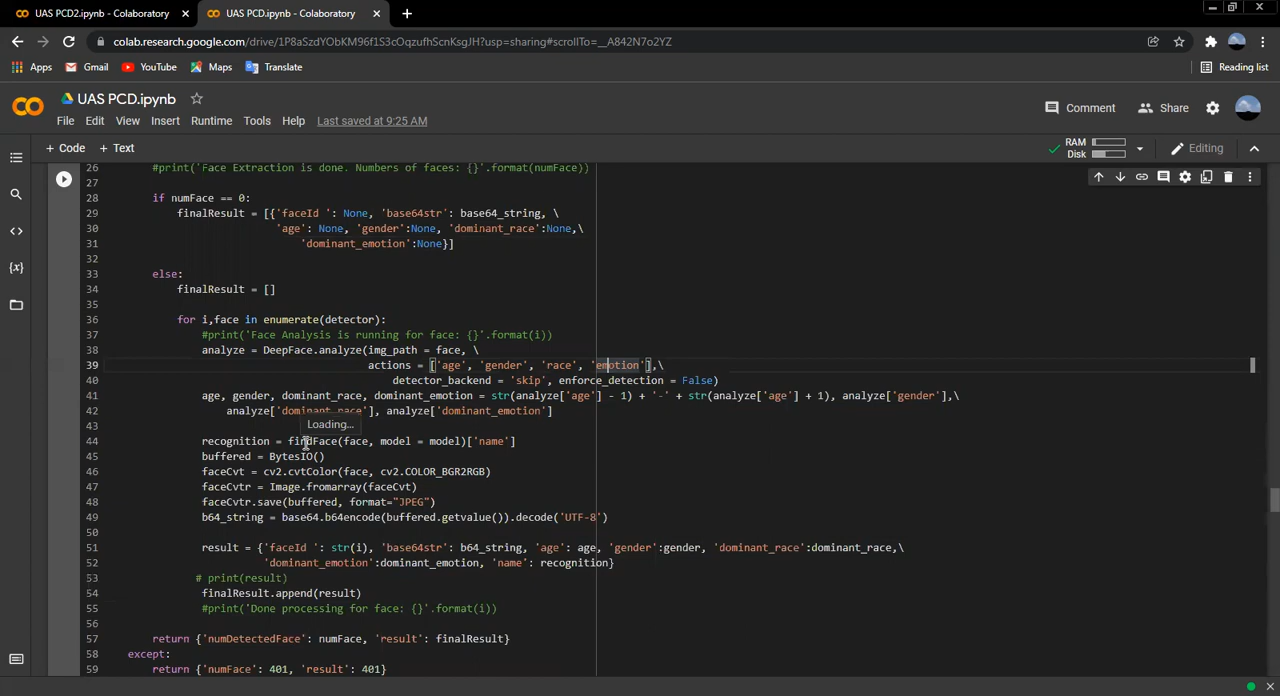 UAS PCD2.ipynb - Colaboratory
UAS PCD.ipynb - Colaboratory
colab.research.google.com/drive/1P8aSzdYObKM96f1S3cOqzufhScnKsgJH?usp=sharing#scrollTo=__A842N7o2YZ
Apps Gmail YouTube Maps Translate Reading list
UAS PCD.ipynb
Comment Share
File Edit View Insert Runtime Tools Help Last saved at 9:25 AM
+ Code + Text RAM Disk Editing
26 #print('Face Extraction is done. Numbers of faces: {}'.format(numFace))
27
28 if numFace == 0:
29 finalResult = [{'faceId ': None, 'base64str': base64_string, \
30 'age': None, 'gender':None, 'dominant_race':None,\
31 'dominant_emotion':None}]
32
33 else:
34 finalResult = []
35
36 for i,face in enumerate(detector):
37 #print('Face Analysis is running for face: {}'.format(i))
38 analyze = DeepFace.analyze(img_path = face, \
39 actions = ['age', 'gender', 'race', 'emotion'],\
40 detector_backend = 'skip', enforce_detection = False)
41 age, gender, dominant_race, dominant_emotion = str(analyze['age'] - 1) + '-' + str(analyze['age'] + 1), analyze['gender'],\
42 analyze['dominant_race'], analyze['dominant_emotion']
43
Loading...
44 recognition = findFace(face, model = model)['name']
45 buffered = BytesIO()
46 faceCvt = cv2.cvtColor(face, cv2.COLOR_BGR2RGB)
47 faceCvtr = Image.fromarray(faceCvt)
48 faceCvtr.save(buffered, format="JPEG")
49 b64_string = base64.b64encode(buffered.getvalue()).decode('UTF-8')
50
51 result = {'faceId ': str(i), 'base64str': b64_string, 'age': age, 'gender':gender, 'dominant_race':dominant_race,\
52 'dominant_emotion':dominant_emotion, 'name': recognition}
53 # print(result)
54 finalResult.append(result)
55 #print('Done processing for face: {}'.format(i))
56
57 return {'numDetectedFace': numFace, 'result': finalResult}
58 except:
59 return {'numFace': 401, 'result': 401}